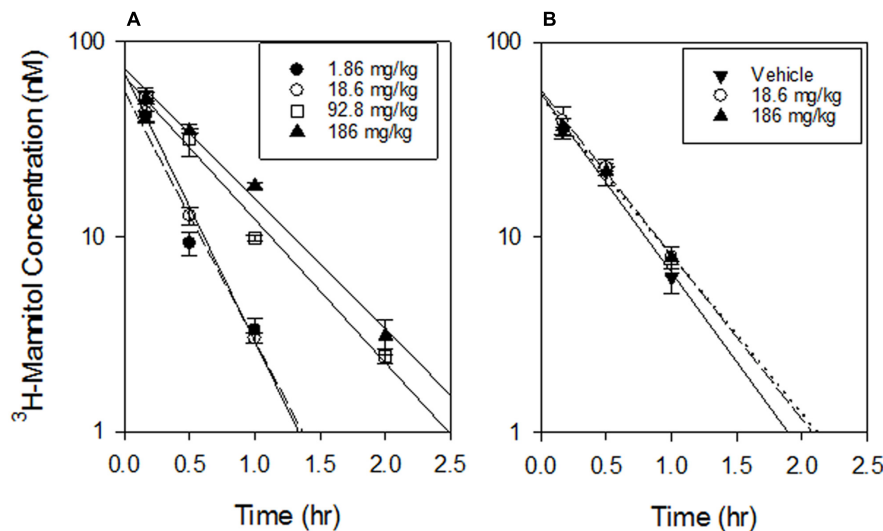 A
B
³H-Mannitol Concentration (nM)
100
10
1
1.86 mg/kg
18.6 mg/kg
92.8 mg/kg
186 mg/kg
0.0 0.5 1.0 1.5 2.0 2.5
Time (hr)
Vehicle
18.6 mg/kg
186 mg/kg
100
10
1
0.0 0.5 1.0 1.5 2.0 2.5
Time (hr)